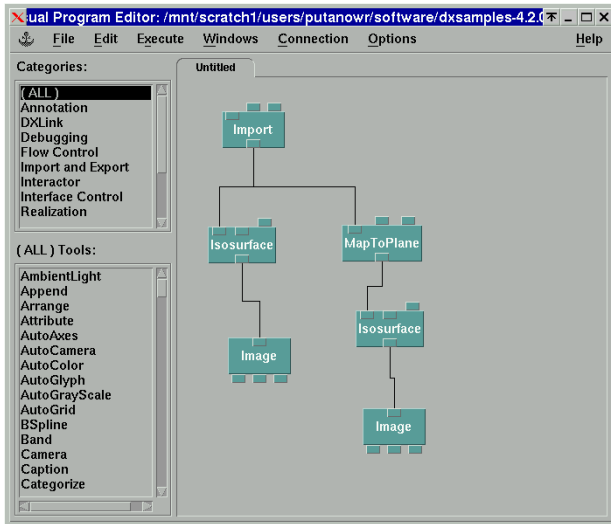 ual Program Editor: /mnt/scratch1/users/putanowr/software/dxsamples-4.2.0
File Edit Execute Windows Connection Options Help
Categories:
Untitled
(ALL)
Annotation
DXLink
Debugging
Flow Control
Import and Export
Interactor
Interface Control
Realization
(ALL) Tools:
AmbientLight
Append
Arrange
Attribute
AutoAxes
AutoCamera
AutoColor
AutoGlyph
AutoGrayScale
AutoGrid
BSpline
Band
Camera
Caption
Categorize
Import
Isosurface
MapToPlane
Isosurface
Image
Image